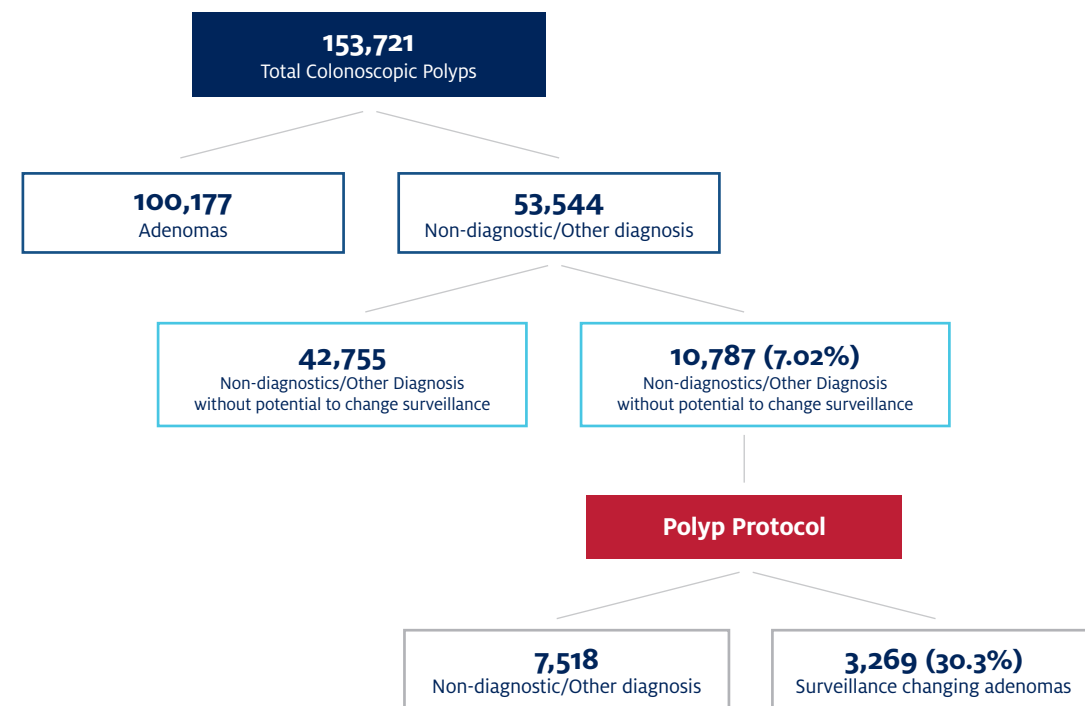 153,721
Total Colonoscopic Polyps
100,177
Adenomas
53,544
Non-diagnostic/Other diagnosis
42,755
Non-diagnostics/Other Diagnosis
without potential to change surveillance
10,787 (7.02%)
Non-diagnostics/Other Diagnosis
without potential to change surveillance
Polyp Protocol
7,518
Non-diagnostic/Other diagnosis
3,269 (30.3%)
Surveillance changing adenomas